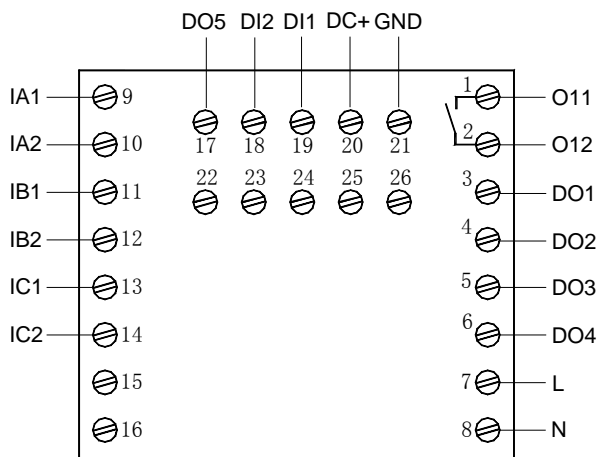 DO5 DI2 DI1 DC+ GND
IA1 9 1 O11
17 18 19 20 21
IA2 10 2 O12
22 23 24 25 26
IB1 11 3 DO1
IB2 12 4 DO2
IC1 13 5 DO3
IC2 14 6 DO4
15 7 L
16 8 N